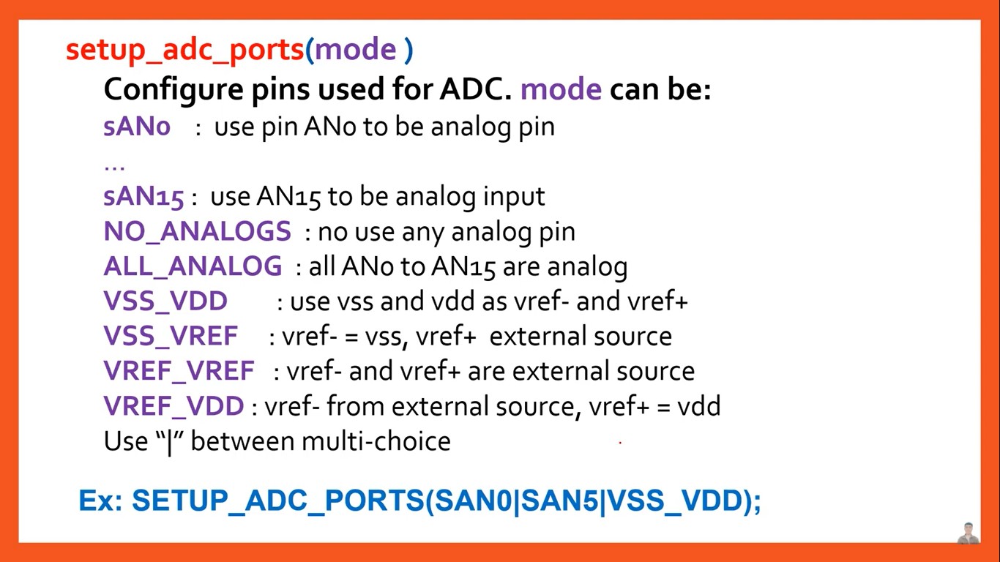 setup_adc_ports(mode )
Configure pins used for ADC. mode can be:
sAN0 : use pin AN0 to be analog pin
...
sAN15 : use AN15 to be analog input
NO_ANALOGS : no use any analog pin
ALL_ANALOG : all AN0 to AN15 are analog
VSS_VDD : use vss and vdd as vref- and vref+
VSS_VREF : vref- = vss, vref+ external source
VREF_VREF : vref- and vref+ are external source
VREF_VDD : vref- from external source, vref+ = vdd
Use “|” between multi-choice
Ex: SETUP_ADC_PORTS(SAN0|SAN5|VSS_VDD);